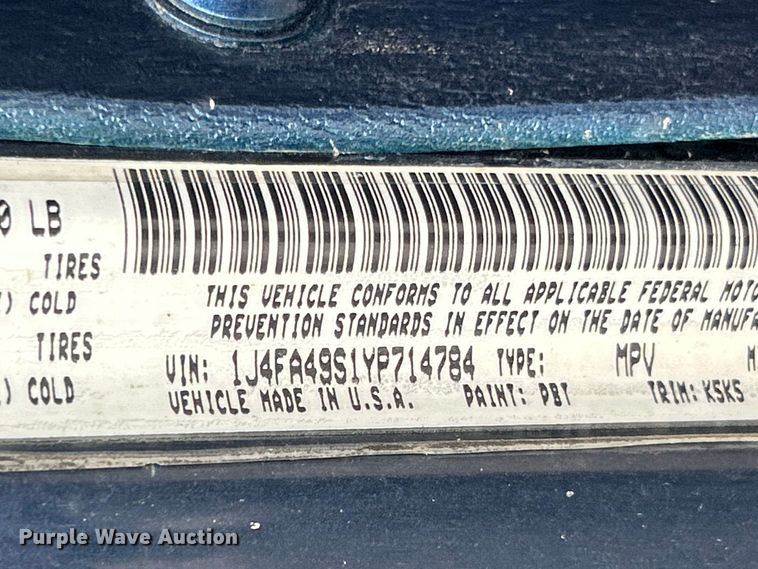 0 LB
TIRES
) COLD
TIRES
) COLD
THIS VEHICLE CONFORMS TO ALL APPLICABLE FEDERAL MOTO
PREVENTION STANDARDS IN EFFECT ON THE DATE OF MANUFA
VIN: 1J4FA49S1YP714784 TYPE: MPV M
VEHICLE MADE IN U.S.A. PAINT: PBT TRIM: K5K5
Purple Wave Auction